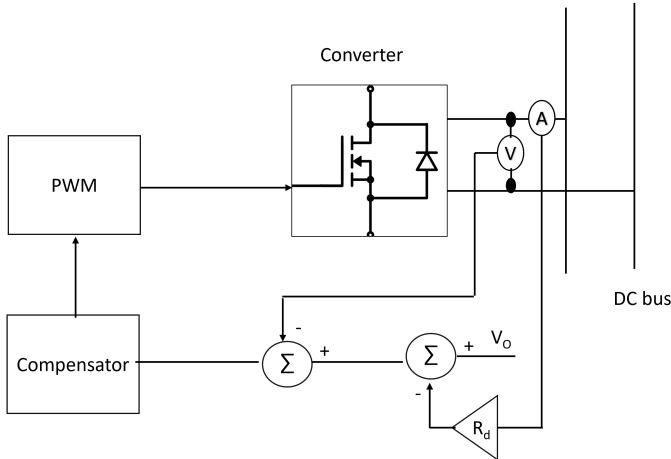 Converter
A
V
PWM
DC bus
-
+
+
V_O
Compensator
Σ
Σ
-
R_d